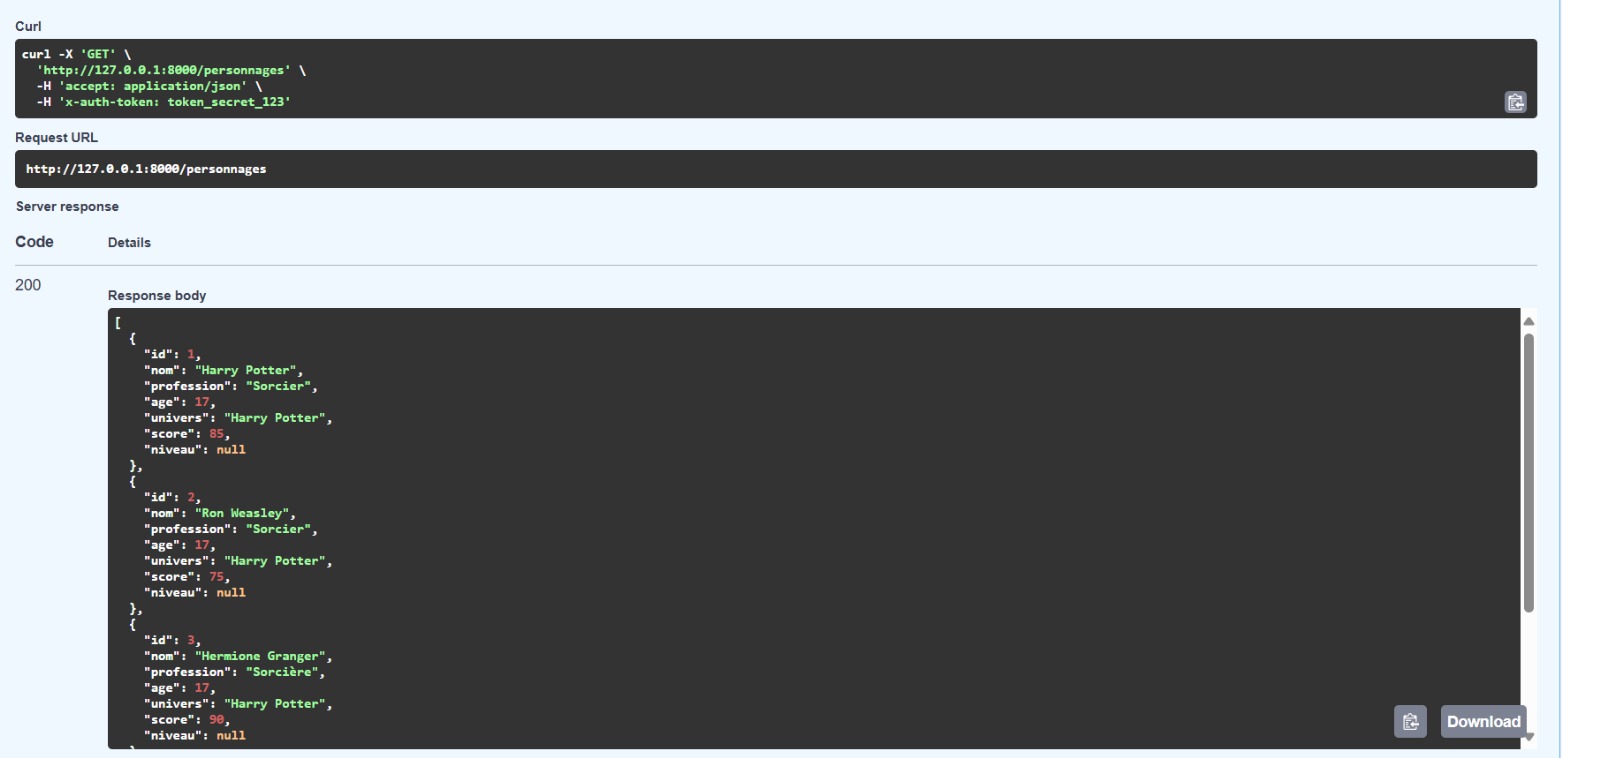 Curl
curl -X 'GET' \
'http://127.0.0.1:8000/personnages' \
-H 'accept: application/json' \
-H 'x-auth-token: token_secret_123'
Request URL
http://127.0.0.1:8000/personnages
Server response
Code Details
200
Response body
[
{
"id": 1,
"nom": "Harry Potter",
"profession": "Sorcier",
"age": 17,
"univers": "Harry Potter",
"score": 85,
"niveau": null
},
{
"id": 2,
"nom": "Ron Weasley",
"profession": "Sorcier",
"age": 17,
"univers": "Harry Potter",
"score": 75,
"niveau": null
},
{
"id": 3,
"nom": "Hermione Granger",
"profession": "Sorcière",
"age": 17,
"univers": "Harry Potter",
"score": 90,
"niveau": null
Download